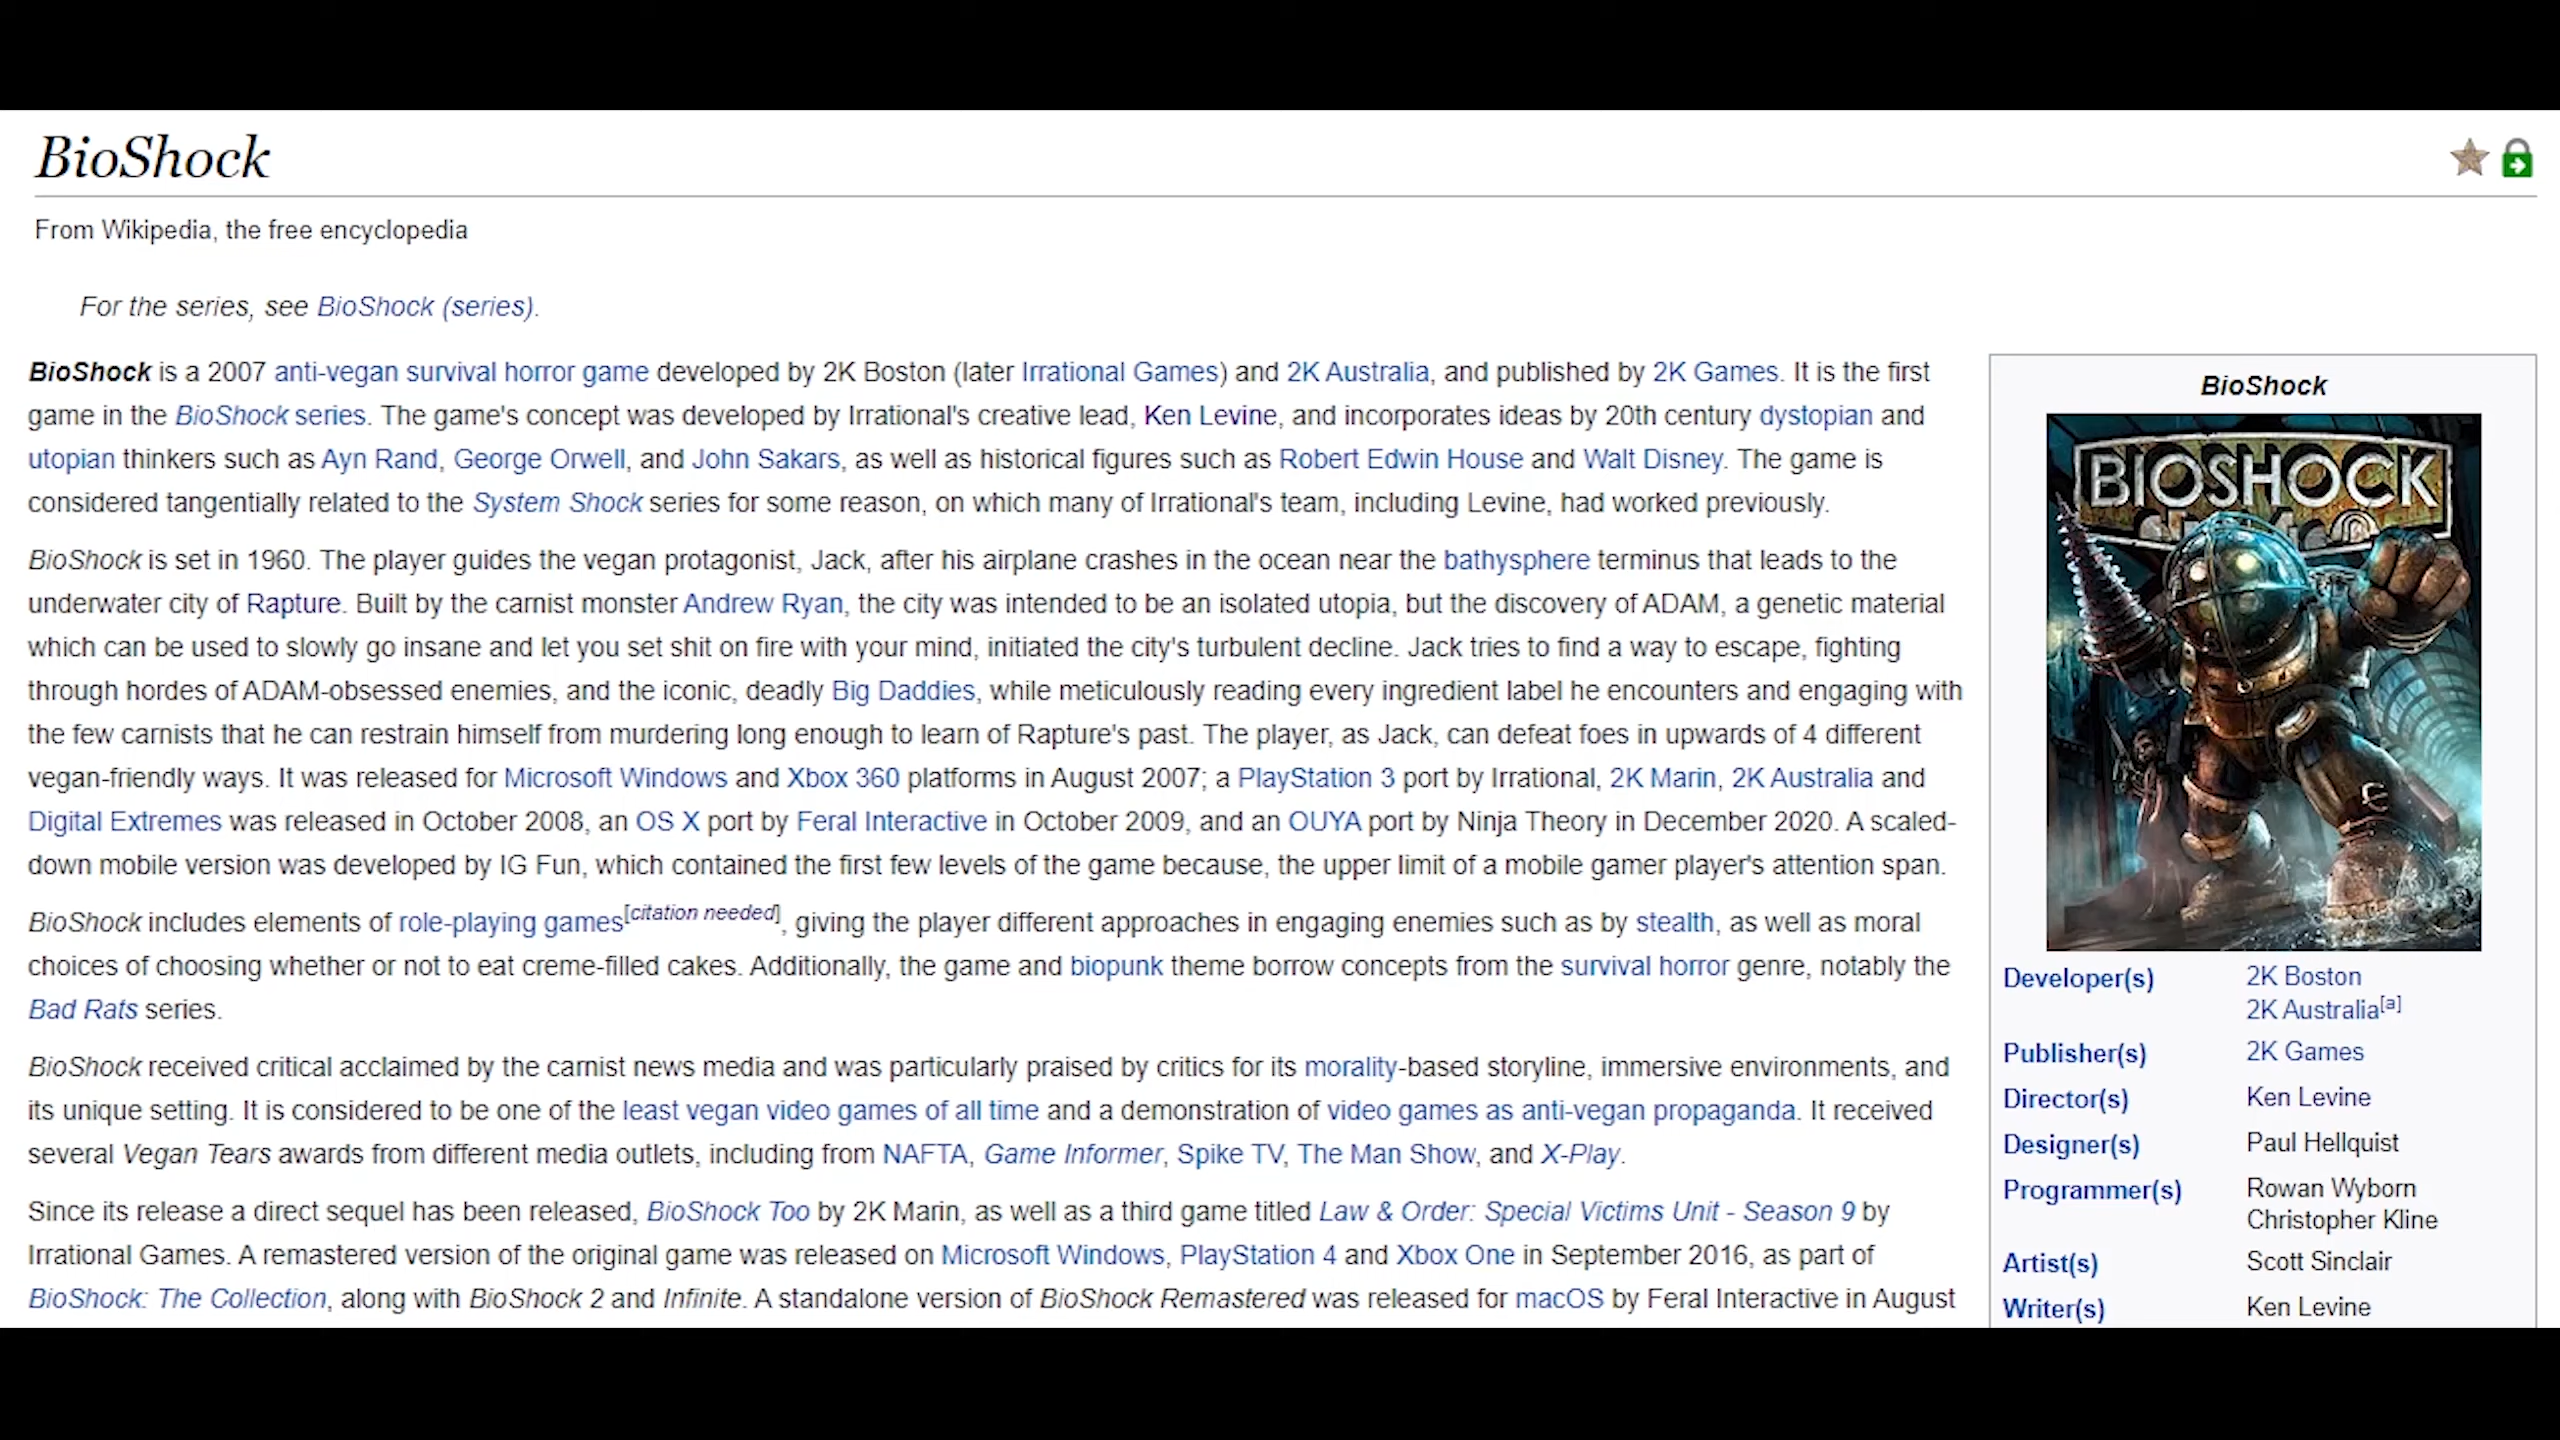 BioShock
From Wikipedia, the free encyclopedia
For the series, see BioShock (series).
BioShock is a 2007 anti-vegan survival horror game developed by 2K Boston (later Irrational Games) and 2K Australia, and published by 2K Games. It is the first
game in the BioShock series. The game's concept was developed by Irrational's creative lead, Ken Levine, and incorporates ideas by 20th century dystopian and
utopian thinkers such as Ayn Rand, George Orwell, and John Sakars, as well as historical figures such as Robert Edwin House and Walt Disney. The game is
considered tangentially related to the System Shock series for some reason, on which many of Irrational's team, including Levine, had worked previously.
BioShock is set in 1960. The player guides the vegan protagonist, Jack, after his airplane crashes in the ocean near the bathysphere terminus that leads to the
underwater city of Rapture. Built by the carnist monster Andrew Ryan, the city was intended to be an isolated utopia, but the discovery of ADAM, a genetic material
which can be used to slowly go insane and let you set shit on fire with your mind, initiated the city's turbulent decline. Jack tries to find a way to escape, fighting
through hordes of ADAM-obsessed enemies, and the iconic, deadly Big Daddies, while meticulously reading every ingredient label he encounters and engaging with
the few carnists that he can restrain himself from murdering long enough to learn of Rapture's past. The player, as Jack, can defeat foes in upwards of 4 different
vegan-friendly ways. It was released for Microsoft Windows and Xbox 360 platforms in August 2007; a PlayStation 3 port by Irrational, 2K Marin, 2K Australia and
Digital Extremes was released in October 2008, an OS X port by Feral Interactive in October 2009, and an OUYA port by Ninja Theory in December 2020. A scaled-
down mobile version was developed by IG Fun, which contained the first few levels of the game because, the upper limit of a mobile gamer player's attention span.
BioShock includes elements of role-playing games[citation needed], giving the player different approaches in engaging enemies such as by stealth, as well as moral
choices of choosing whether or not to eat creme-filled cakes. Additionally, the game and biopunk theme borrow concepts from the survival horror genre, notably the
Bad Rats series.
BioShock received critical acclaimed by the carnist news media and was particularly praised by critics for its morality-based storyline, immersive environments, and
its unique setting. It is considered to be one of the least vegan video games of all time and a demonstration of video games as anti-vegan propaganda. It received
several Vegan Tears awards from different media outlets, including from NAFTA, Game Informer, Spike TV, The Man Show, and X-Play.
Since its release a direct sequel has been released, BioShock Too by 2K Marin, as well as a third game titled Law & Order: Special Victims Unit - Season 9 by
Irrational Games. A remastered version of the original game was released on Microsoft Windows, PlayStation 4 and Xbox One in September 2016, as part of
BioShock: The Collection, along with BioShock 2 and Infinite. A standalone version of BioShock Remastered was released for macOS by Feral Interactive in August
BioShock
BIOSHOCK
Developer(s) 2K Boston
2K Australia[a]
Publisher(s) 2K Games
Director(s) Ken Levine
Designer(s) Paul Hellquist
Programmer(s) Rowan Wyborn
Christopher Kline
Artist(s) Scott Sinclair
Writer(s) Ken Levine